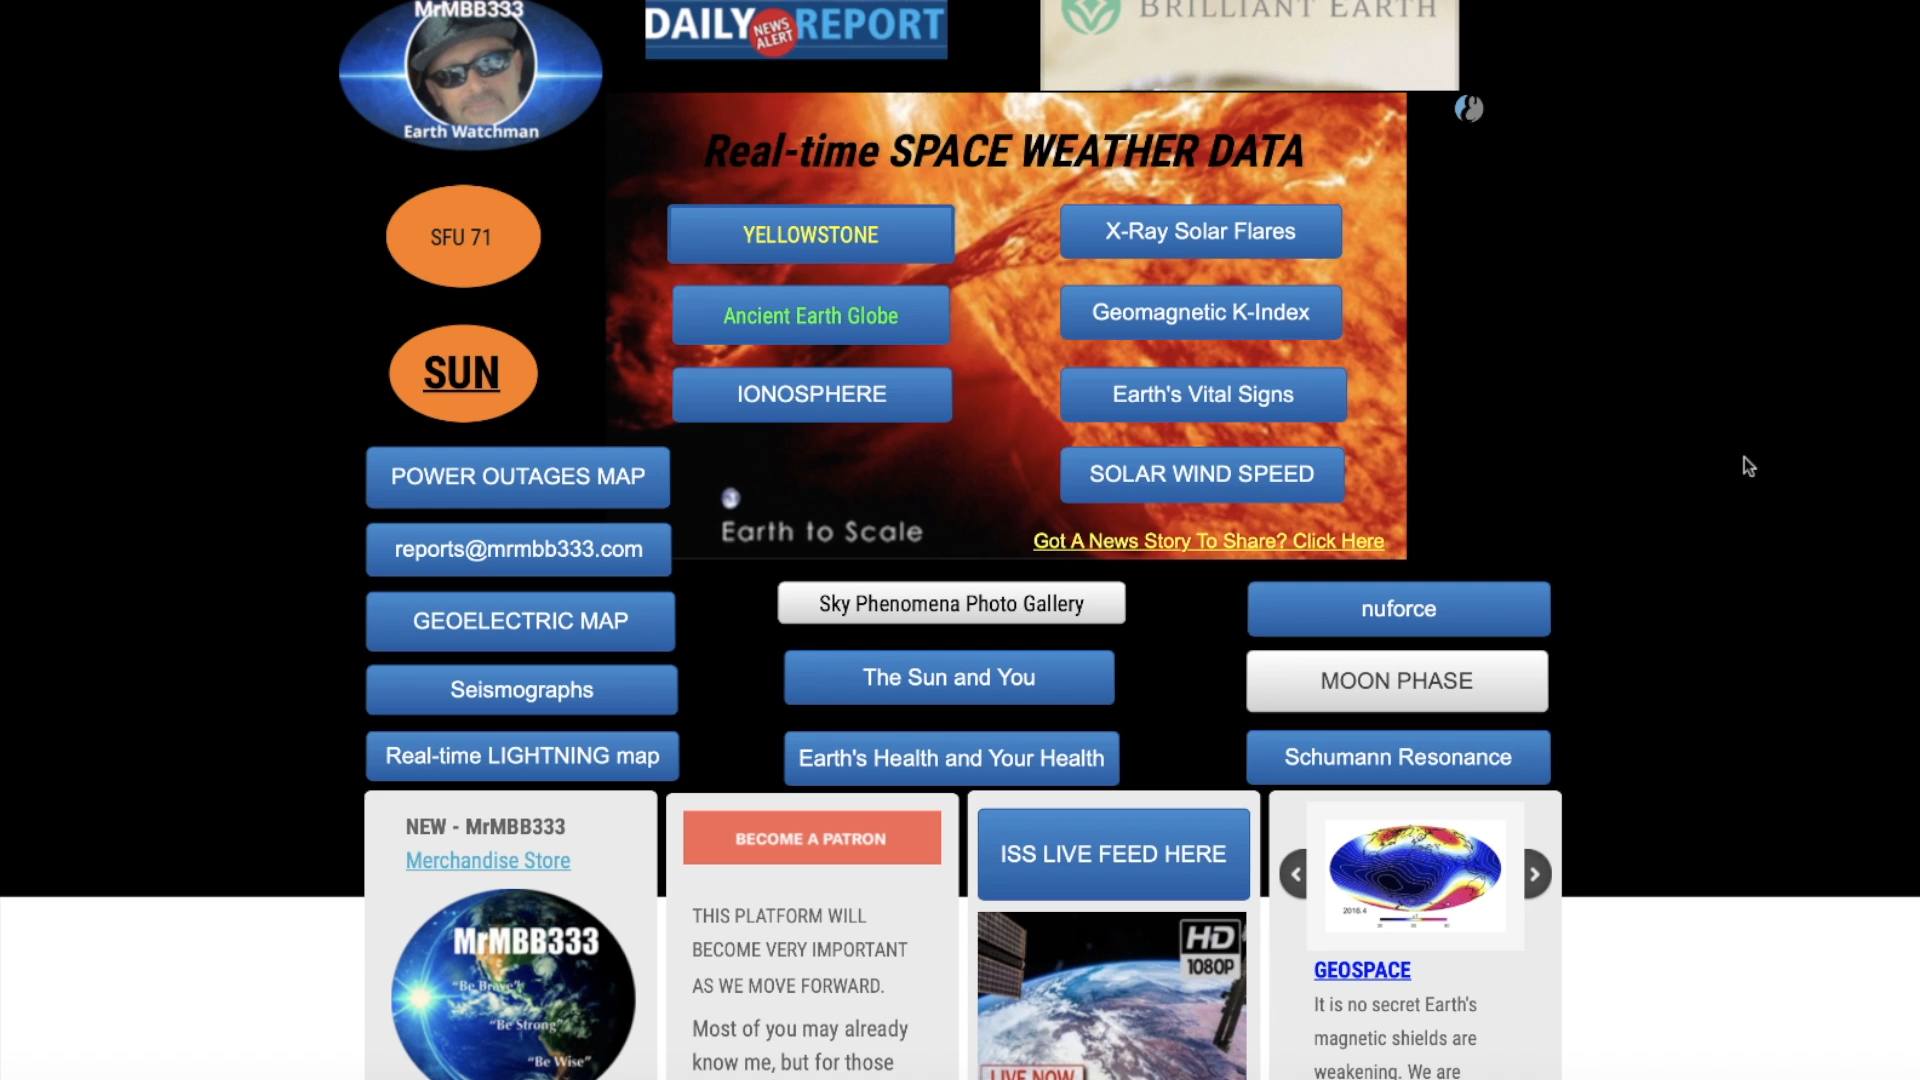 MrMBB333
Earth Watchman
DAILY NEWS ALERT REPORT
BRILLIANT EARTH
Real-time SPACE WEATHER DATA
SFU 71
SUN
YELLOWSTONE
X-Ray Solar Flares
Ancient Earth Globe
Geomagnetic K-Index
IONOSPHERE
Earth's Vital Signs
SOLAR WIND SPEED
Earth to Scale
Got A News Story To Share? Click Here
POWER OUTAGES MAP
reports@mrmbb333.com
GEOELECTRIC MAP
Seismographs
Real-time LIGHTNING map
Sky Phenomena Photo Gallery
The Sun and You
Earth's Health and Your Health
nuforce
MOON PHASE
Schumann Resonance
NEW - MrMBB333
Merchandise Store
MrMBB333
"Be Brave"
"Be Strong"
"Be Wise"
BECOME A PATRON
THIS PLATFORM WILL
BECOME VERY IMPORTANT
AS WE MOVE FORWARD.
Most of you may already
know me, but for those
ISS LIVE FEED HERE
HD
1080P
LIVE NOW
2016.4
GEOSPACE
It is no secret Earth's
magnetic shields are
weakening. We are